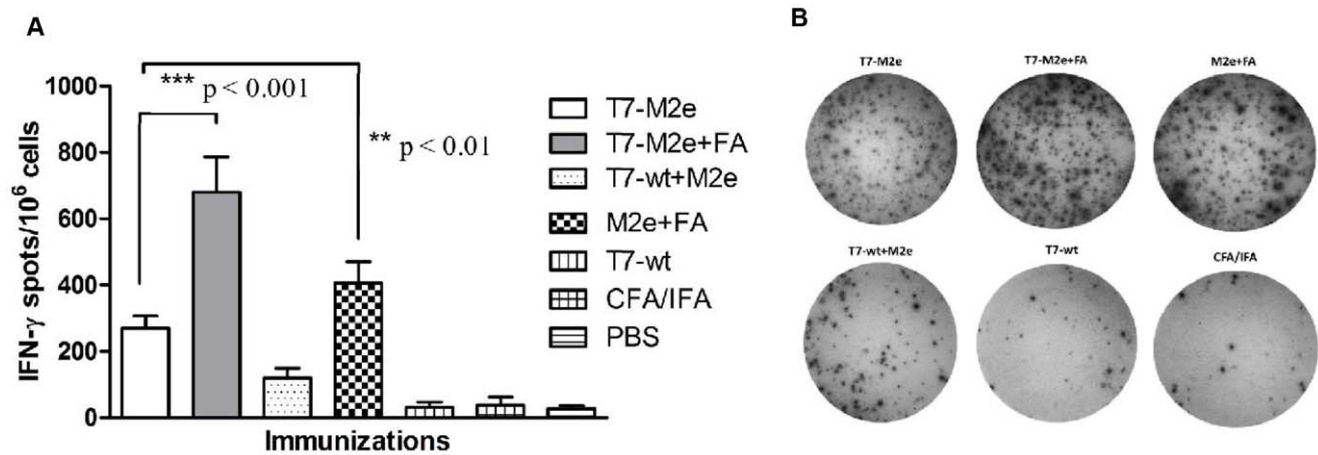 A
IFN-γ spots/10⁶ cells
1000
800
600
400
200
0
*** p < 0.001
** p < 0.01
Immunizations
T7-M2e
T7-M2e+FA
T7-wt+M2e
M2e+FA
T7-wt
CFA/IFA
PBS
B
T7-M2e
T7-M2e+FA
M2e+FA
T7-wt+M2e
T7-wt
CFA/IFA